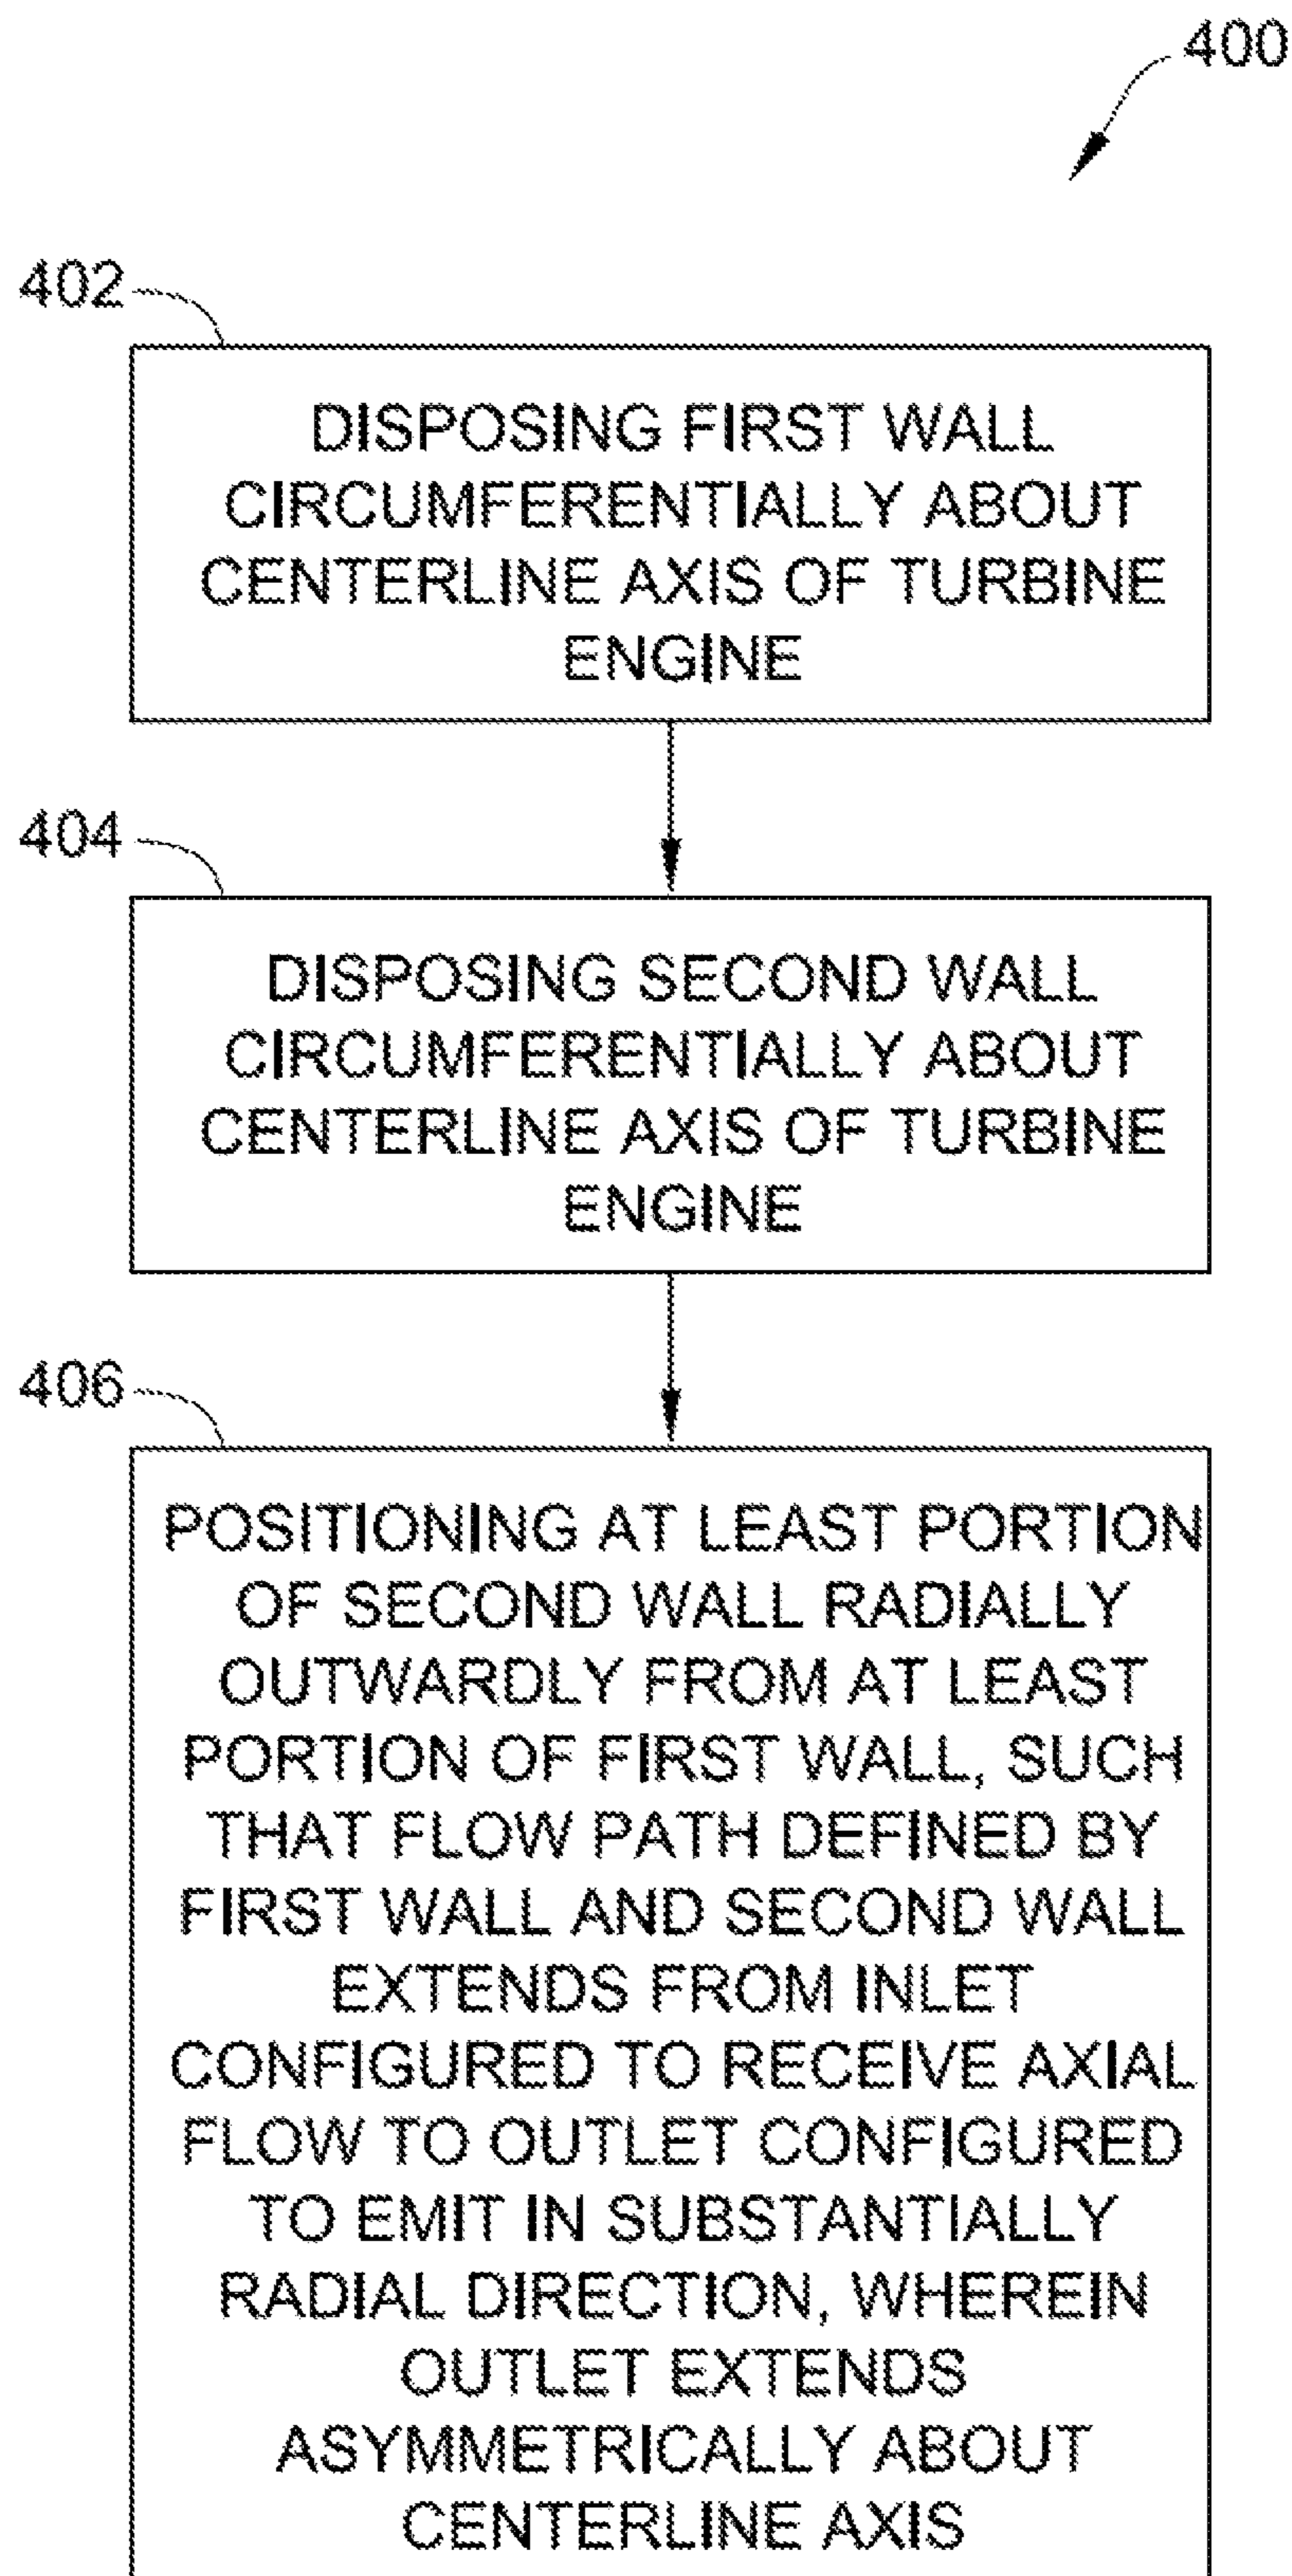 400
402
DISPOSING FIRST WALL
CIRCUMFERENTIALLY ABOUT
CENTERLINE AXIS OF TURBINE
ENGINE
404
DISPOSING SECOND WALL
CIRCUMFERENTIALLY ABOUT
CENTERLINE AXIS OF TURBINE
ENGINE
406
POSITIONING AT LEAST PORTION
OF SECOND WALL RADIALLY
OUTWARDLY FROM AT LEAST
PORTION OF FIRST WALL, SUCH
THAT FLOW PATH DEFINED BY
FIRST WALL AND SECOND WALL
EXTENDS FROM INLET
CONFIGURED TO RECEIVE AXIAL
FLOW TO OUTLET CONFIGURED
TO EMIT IN SUBSTANTIALLY
RADIAL DIRECTION, WHEREIN
OUTLET EXTENDS
ASYMMETRICALLY ABOUT
CENTERLINE AXIS